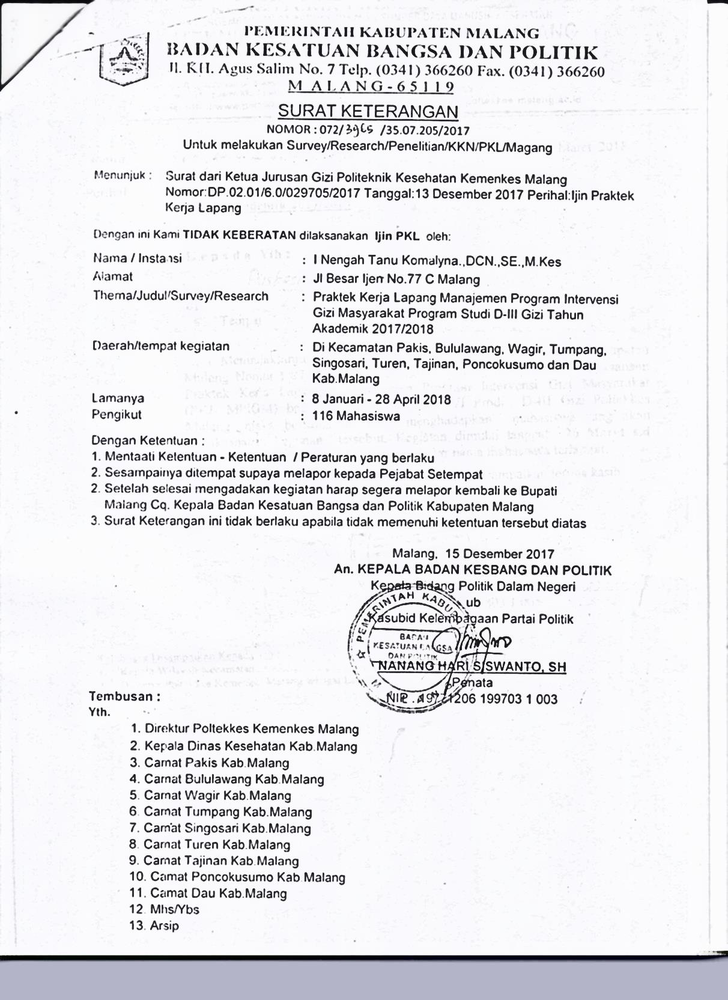 PEMERINTAH KABUPATEN MALANG
BADAN KESATUAN BANGSA DAN POLITIK
Jl. KH. Agus Salim No. 7 Telp. (0341) 366260 Fax. (0341) 366260
M A L A N G - 6 5 1 1 9
SURAT KETERANGAN
NOMOR : 072/ /35.07.205/2017
Untuk melakukan Survey/Research/Penelitian/KKN/PKL/Magang
Menunjuk : Surat dari Ketua Jurusan Gizi Politeknik Kesehatan Kemenkes Malang
Nomor:DP.02.01/6.0/029705/2017 Tanggal:13 Desember 2017 Perihal:Ijin Praktek
Kerja Lapang
Dengan ini Kami TIDAK KEBERATAN dilaksanakan Ijin PKL oleh:
Nama / Instansi : I Nengah Tanu Komalyna.,DCN.,SE.,M.Kes
Alamat : Jl Besar Ijen No.77 C Malang
Thema/Judul/Survey/Research : Praktek Kerja Lapang Manajemen Program Intervensi
Gizi Masyarakat Program Studi D-III Gizi Tahun
Akademik 2017/2018
Daerah/tempat kegiatan : Di Kecamatan Pakis, Bululawang, Wagir, Tumpang,
Singosari, Turen, Tajinan, Poncokusumo dan Dau
Kab.Malang
Lamanya : 8 Januari - 28 April 2018
Pengikut : 116 Mahasiswa
Dengan Ketentuan :
1. Mentaati Ketentuan - Ketentuan / Peraturan yang berlaku
2. Sesampainya ditempat supaya melapor kepada Pejabat Setempat
2. Setelah selesai mengadakan kegiatan harap segera melapor kembali ke Bupati
Malang Cq. Kepala Badan Kesatuan Bangsa dan Politik Kabupaten Malang
3. Surat Keterangan ini tidak berlaku apabila tidak memenuhi ketentuan tersebut diatas
Malang, 15 Desember 2017
An. KEPALA BADAN KESBANG DAN POLITIK
Kepala Bidang Politik Dalam Negeri
ub
Kasubid Kelembagaan Partai Politik
PEMERINTAH KABUP
BADAN
KESATUAN BANGSA
DAN POLITIK
NANANG HARI SISWANTO, SH
Penata
NIP. 19771206 199703 1 003
Tembusan :
Yth.
1. Direktur Poltekkes Kemenkes Malang
2. Kepala Dinas Kesehatan Kab.Malang
3. Camat Pakis Kab.Malang
4. Camat Bululawang Kab.Malang
5. Camat Wagir Kab.Malang
6. Camat Tumpang Kab.Malang
7. Camat Singosari Kab.Malang
8. Camat Turen Kab.Malang
9. Camat Tajinan Kab.Malang
10. Camat Poncokusumo Kab.Malang
11. Camat Dau Kab.Malang
12. Mhs/Ybs
13. Arsip